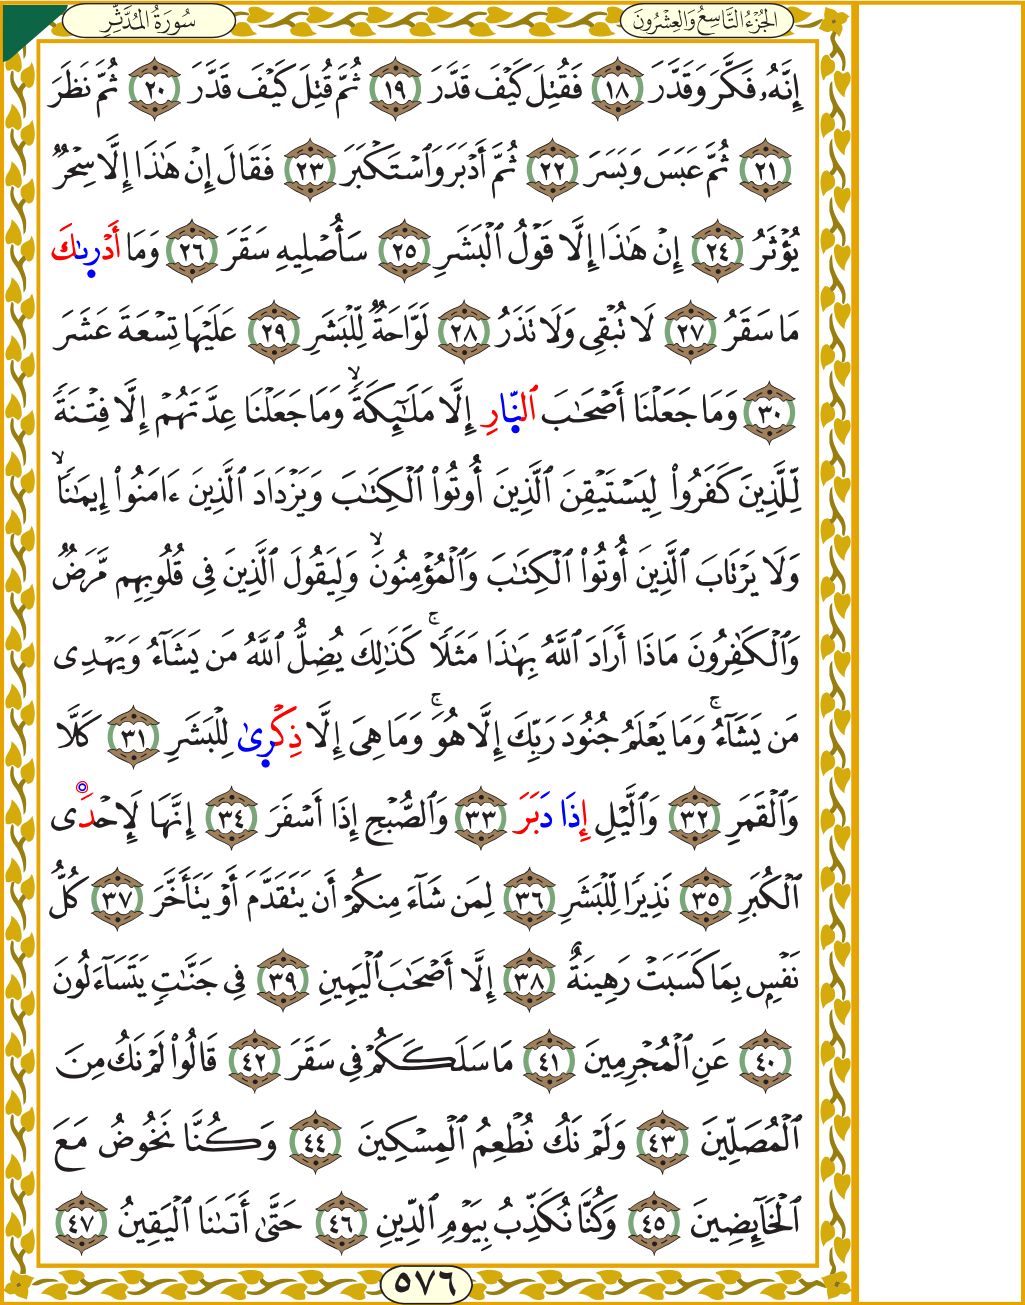 سُورَةُ المُدَّثِّرِ
الجُزْءُ التَّاسِعُ وَالعِشْرُونَ
إِنَّهُۥ فَكَّرَ وَقَدَّرَ ١٨ فَقُتِلَ كَيْفَ قَدَّرَ ١٩ ثُمَّ قُتِلَ كَيْفَ قَدَّرَ ٢٠ ثُمَّ نَظَرَ
٢١ ثُمَّ عَبَسَ وَبَسَرَ ٢٢ ثُمَّ أَدْبَرَ وَٱسْتَكْبَرَ ٢٣ فَقَالَ إِنْ هَٰذَا إِلَّا سِحْرٌ
يُؤْثَرُ ٢٤ إِنْ هَٰذَا إِلَّا قَوْلُ ٱلْبَشَرِ ٢٥ سَأُصْلِيهِ سَقَرَ ٢٦ وَمَا أَدْرىٰكَ
مَا سَقَرُ ٢٧ لَا تُبْقِى وَلَا تَذَرُ ٢٨ لَوَّاحَةٌ لِّلْبَشَرِ ٢٩ عَلَيْهَا تِسْعَةَ عَشَرَ
٣٠ وَمَا جَعَلْنَا أَصْحَٰبَ ٱلنّارِ إِلَّا مَلَٰٓئِكَةً ۙ وَمَا جَعَلْنَا عِدَّتَهُمْ إِلَّا فِتْنَةً
لِّلَّذِينَ كَفَرُوا۟ لِيَسْتَيْقِنَ ٱلَّذِينَ أُوتُوا۟ ٱلْكِتَٰبَ وَيَزْدَادَ ٱلَّذِينَ ءَامَنُوا۟ إِيمَٰنًا ۙ
وَلَا يَرْتَابَ ٱلَّذِينَ أُوتُوا۟ ٱلْكِتَٰبَ وَٱلْمُؤْمِنُونَ ۙ وَلِيَقُولَ ٱلَّذِينَ فِى قُلُوبِهِم مَّرَضٌ
وَٱلْكَٰفِرُونَ مَاذَا أَرَادَ ٱللَّهُ بِهَٰذَا مَثَلًا ۚ كَذَٰلِكَ يُضِلُّ ٱللَّهُ مَن يَشَآءُ وَيَهْدِى
مَن يَشَآءُ ۚ وَمَا يَعْلَمُ جُنُودَ رَبِّكَ إِلَّا هُوَ ۚ وَمَا هِىَ إِلَّا ذِكْرىٰ لِلْبَشَرِ ٣١ كَلَّا
وَٱلْقَمَرِ ٣٢ وَٱلَّيْلِ إِذَا دَبَرَ ٣٣ وَٱلصُّبْحِ إِذَا أَسْفَرَ ٣٤ إِنَّهَا لَإِحْدَى
ٱلْكُبَرِ ٣٥ نَذِيرًا لِّلْبَشَرِ ٣٦ لِمَن شَآءَ مِنكُمْ أَن يَتَقَدَّمَ أَوْ يَتَأَخَّرَ ٣٧ كُلُّ
نَفْسٍ بِمَا كَسَبَتْ رَهِينَةٌ ٣٨ إِلَّا أَصْحَٰبَ ٱلْيَمِينِ ٣٩ فِى جَنَّٰتٍ يَتَسَآءَلُونَ
٤٠ عَنِ ٱلْمُجْرِمِينَ ٤١ مَا سَلَكَكُمْ فِى سَقَرَ ٤٢ قَالُوا۟ لَمْ نَكُ مِنَ
ٱلْمُصَلِّينَ ٤٣ وَلَمْ نَكُ نُطْعِمُ ٱلْمِسْكِينَ ٤٤ وَكُنَّا نَخُوضُ مَعَ
ٱلْخَآئِضِينَ ٤٥ وَكُنَّا نُكَذِّبُ بِيَوْمِ ٱلدِّينِ ٤٦ حَتَّىٰ أَتَىٰنَا ٱلْيَقِينُ ٤٧
٥٧٦